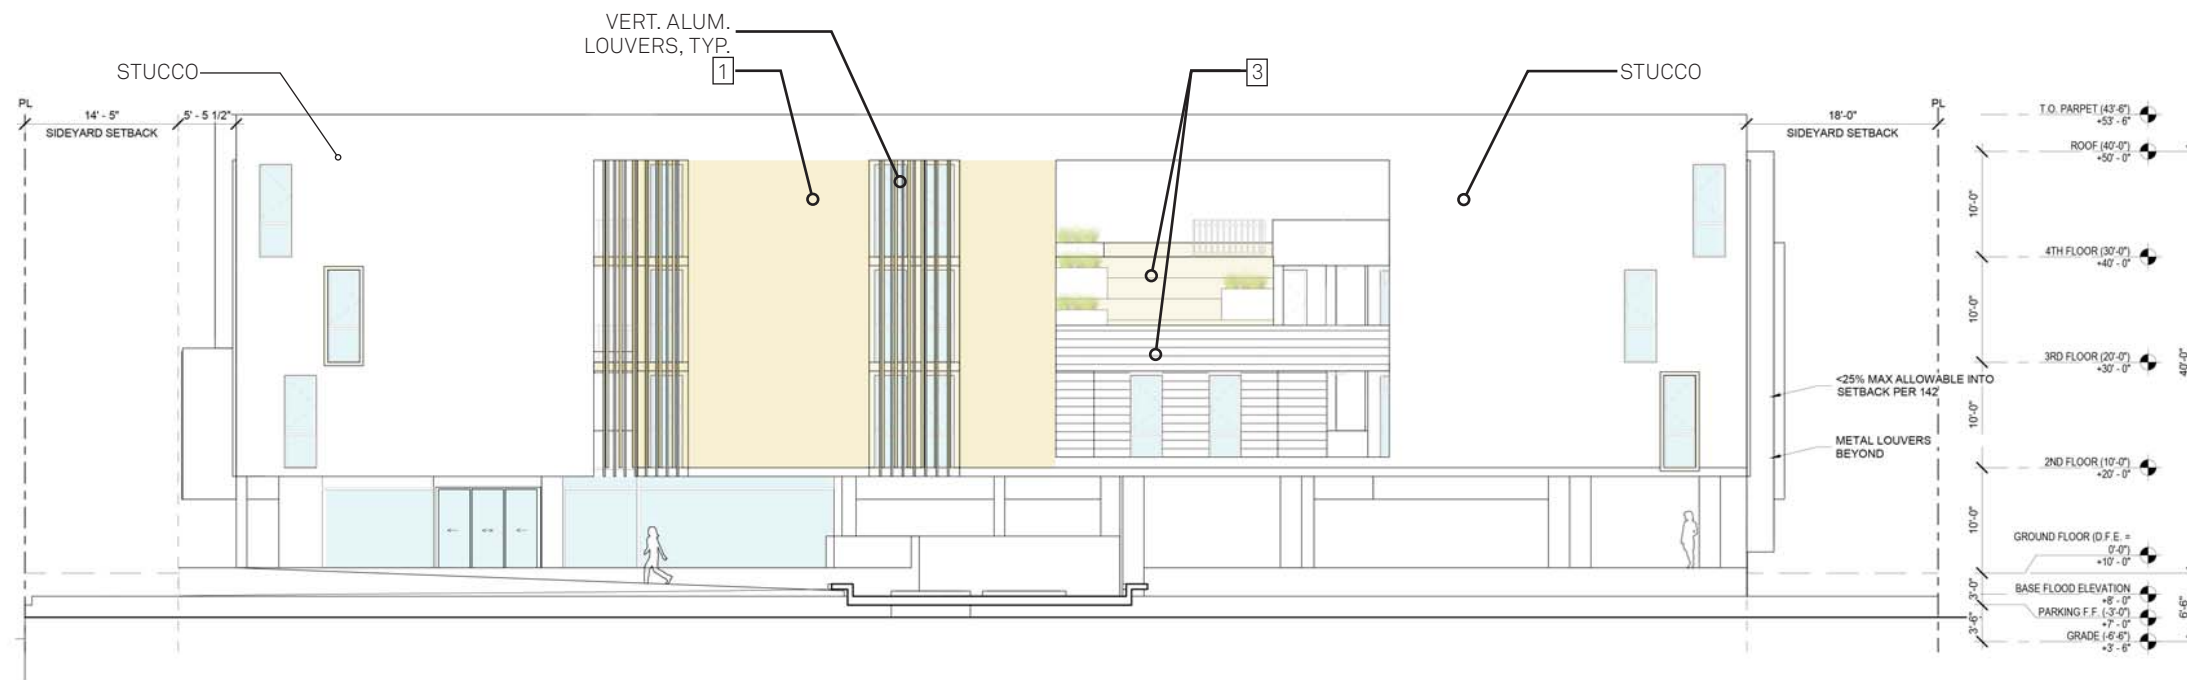 VERT. ALUM.
LOUVERS, TYP.
STUCCO
1
3
STUCCO
PL
14' - 5"
SIDEYARD SETBACK
5' - 5 1/2"
18'-0"
SIDEYARD SETBACK
PL
T.O. PARPET (43'-6")
+53' - 6"
ROOF (40'-0")
+50' - 0"
10'-0"
4TH FLOOR (30'-0")
+40' - 0"
10'-0"
3RD FLOOR (20'-0")
+30' - 0"
40'-0"
<25% MAX ALLOWABLE INTO
SETBACK PER 142
10'-0"
METAL LOUVERS
BEYOND
2ND FLOOR (10'-0")
+20' - 0"
10'-0"
GROUND FLOOR (D.F.E. =
0'-0")
+10' - 0"
3'-0"
BASE FLOOD ELEVATION
+8' - 0"
PARKING F.F. (-3'-0")
+7' - 0"
6'-6"
3'-6"
GRADE (-6'-6")
+3' - 6"